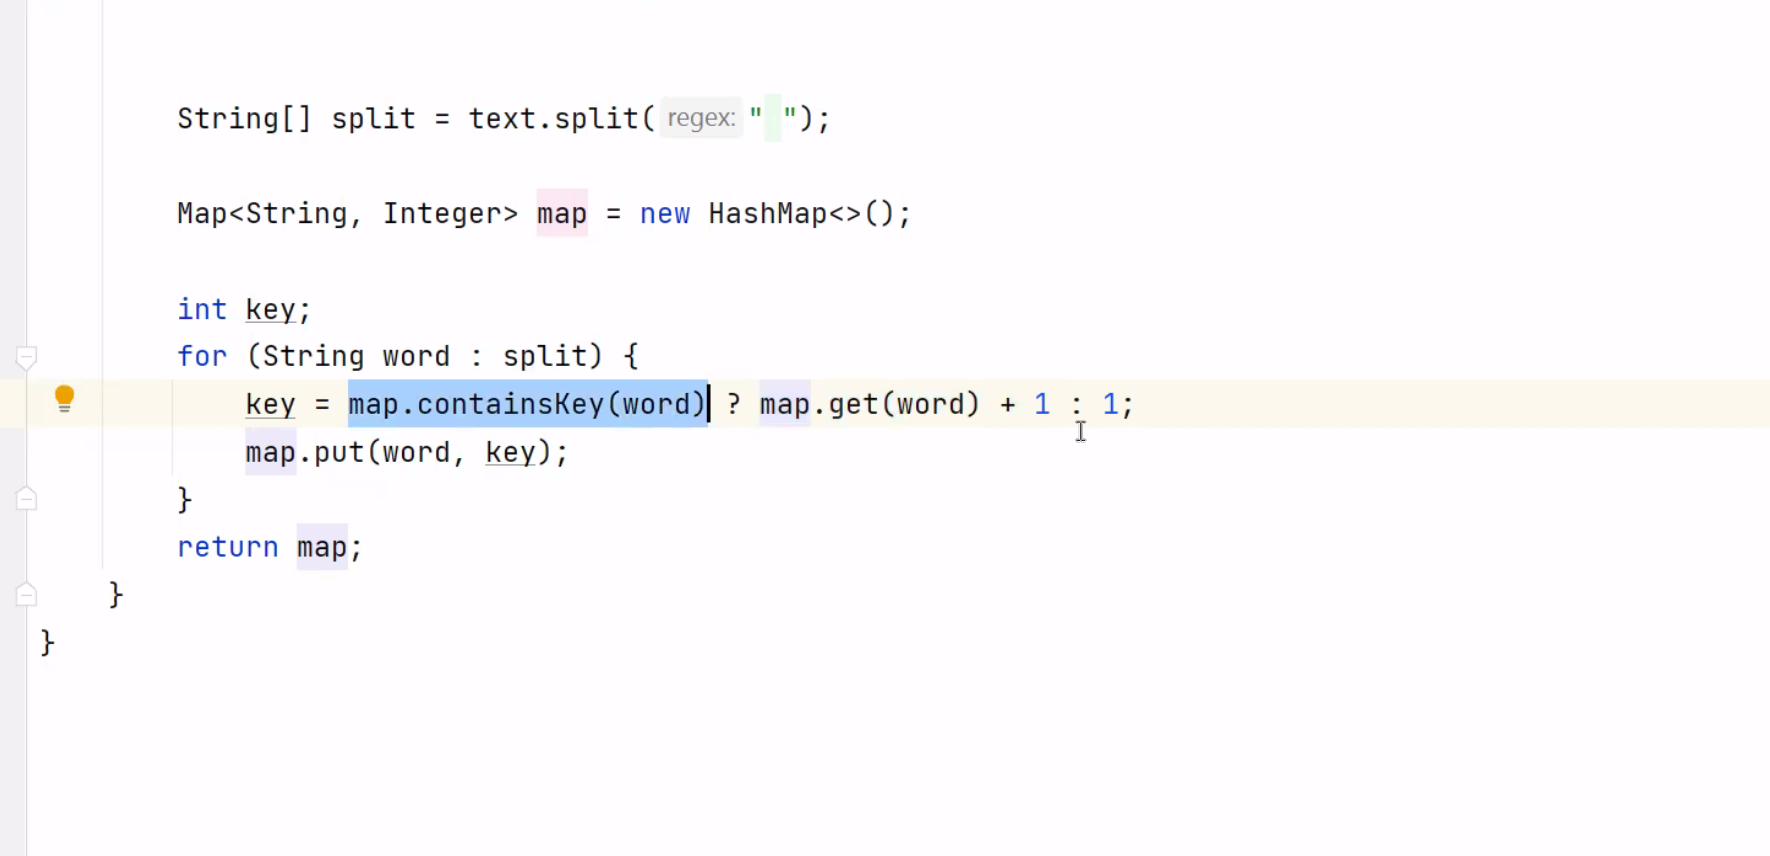 String[] split = text.split( regex: " ");
Map<String, Integer> map = new HashMap<>();
int key;
for (String word : split) {
key = map.containsKey(word) ? map.get(word) + 1 : 1;
map.put(word, key);
}
return map;
}
}